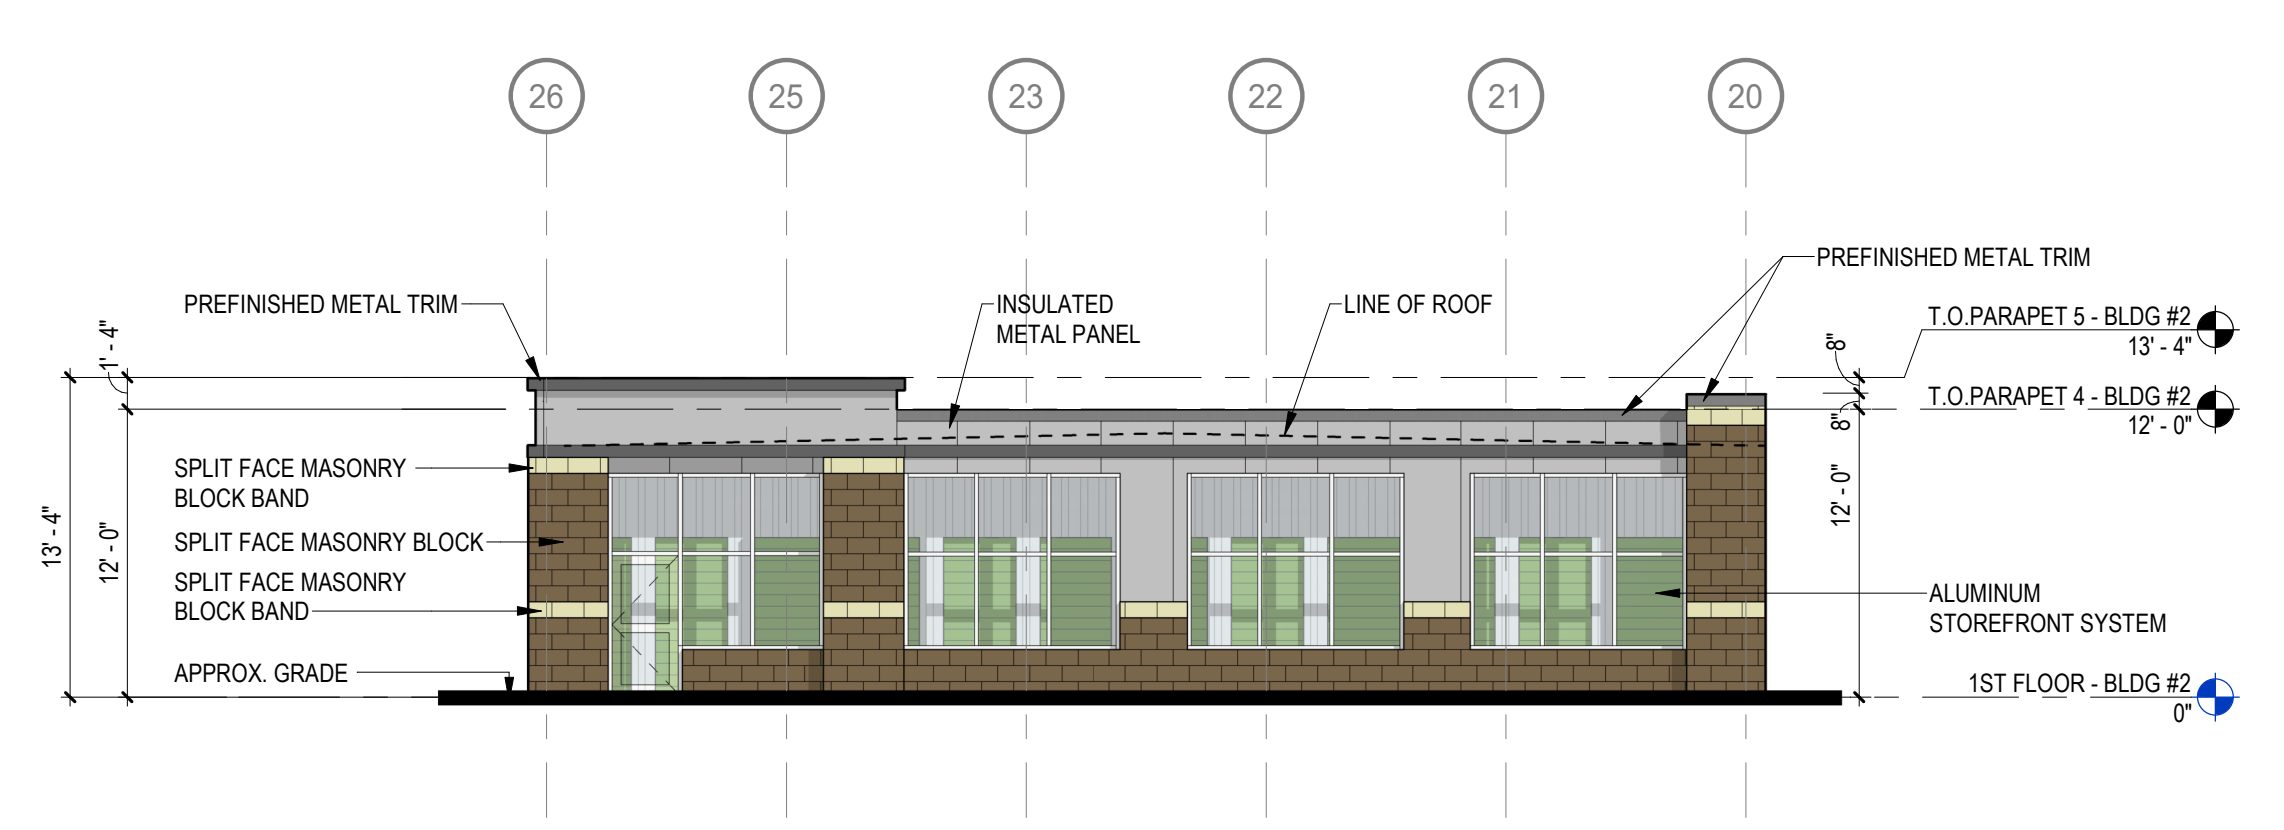 26 25 23 22 21 20
PREFINISHED METAL TRIM
PREFINISHED METAL TRIM
INSULATED
METAL PANEL
LINE OF ROOF
T.O.PARAPET 5 - BLDG #2
13' - 4"
T.O.PARAPET 4 - BLDG #2
12' - 0"
1' - 4"
8"
8"
SPLIT FACE MASONRY
BLOCK BAND
SPLIT FACE MASONRY BLOCK
SPLIT FACE MASONRY
BLOCK BAND
APPROX. GRADE
13' - 4"
12' - 0"
12' - 0"
ALUMINUM
STOREFRONT SYSTEM
1ST FLOOR - BLDG #2
0"